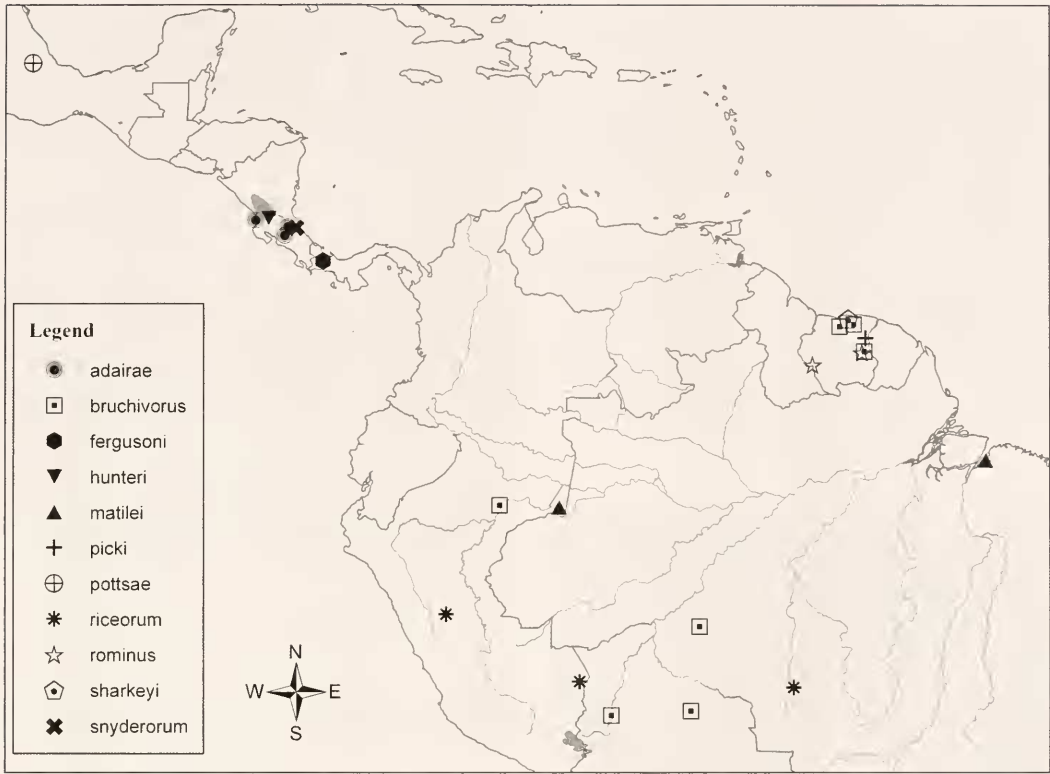 Legend
adairae
bruchivorus
fergusoni
hunteri
matilei
picki
pottsae
riceorum
rominus
sharkeyi
snyderorum
N
W E
S